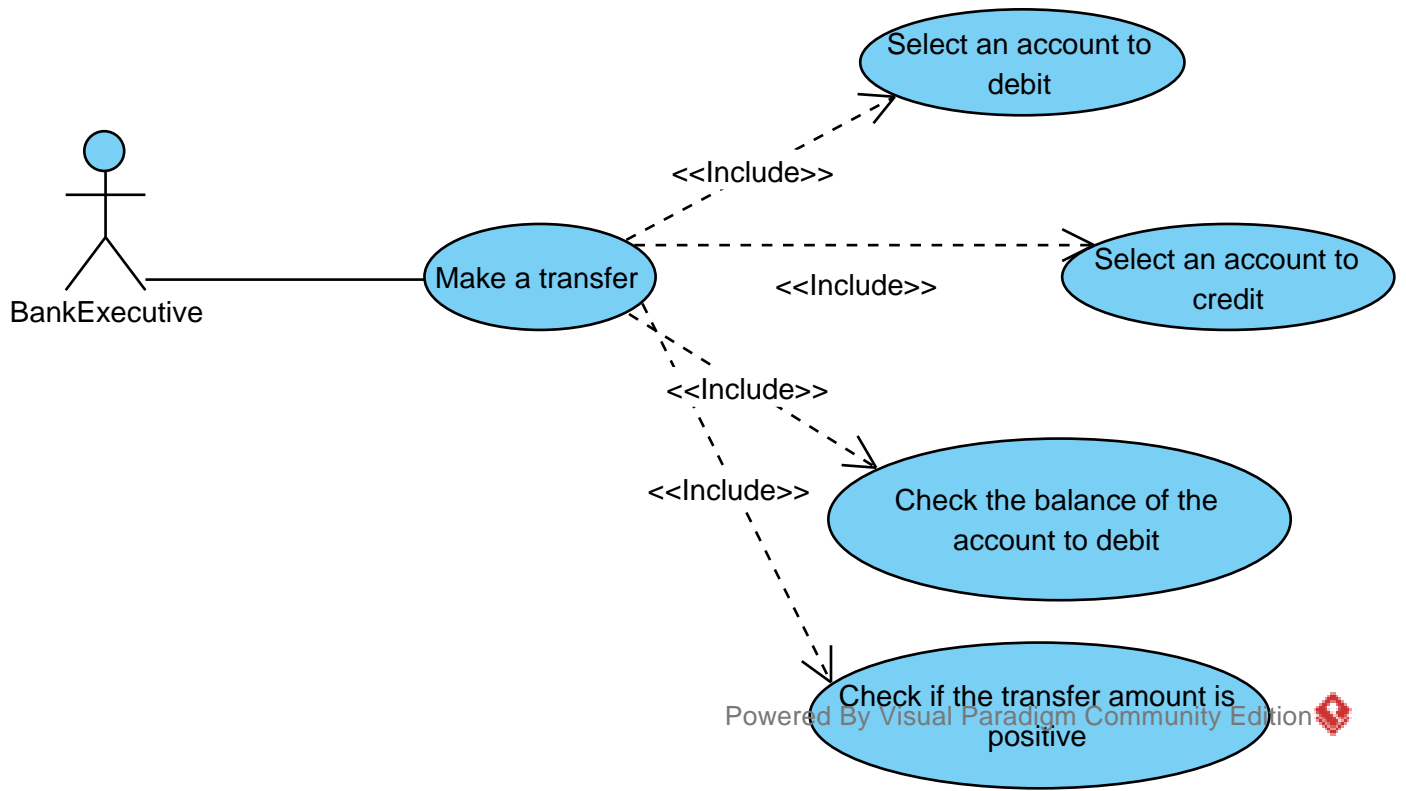 Select an account to
debit
<<Include>>
BankExecutive
Make a transfer
<<Include>>
Select an account to
credit
<<Include>>
Check the balance of the
account to debit
<<Include>>
Check if the transfer amount is
positive
Powered By Visual Paradigm Community Edition